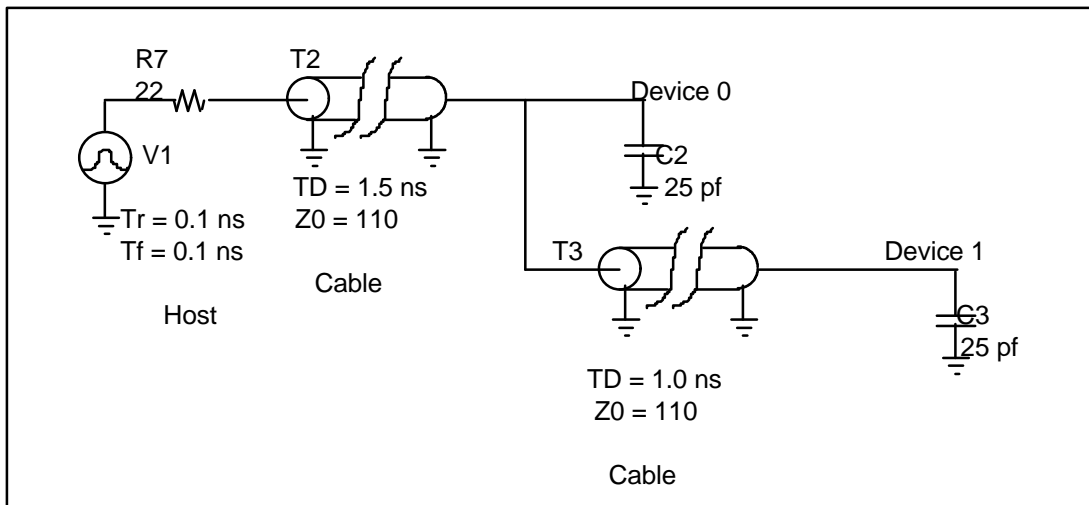 R7
22
T2
Device 0
V1
C2
25 pf
TD = 1.5 ns
Z0 = 110
Tr = 0.1 ns
Tf = 0.1 ns
T3
Device 1
Cable
Host
C3
25 pf
TD = 1.0 ns
Z0 = 110
Cable